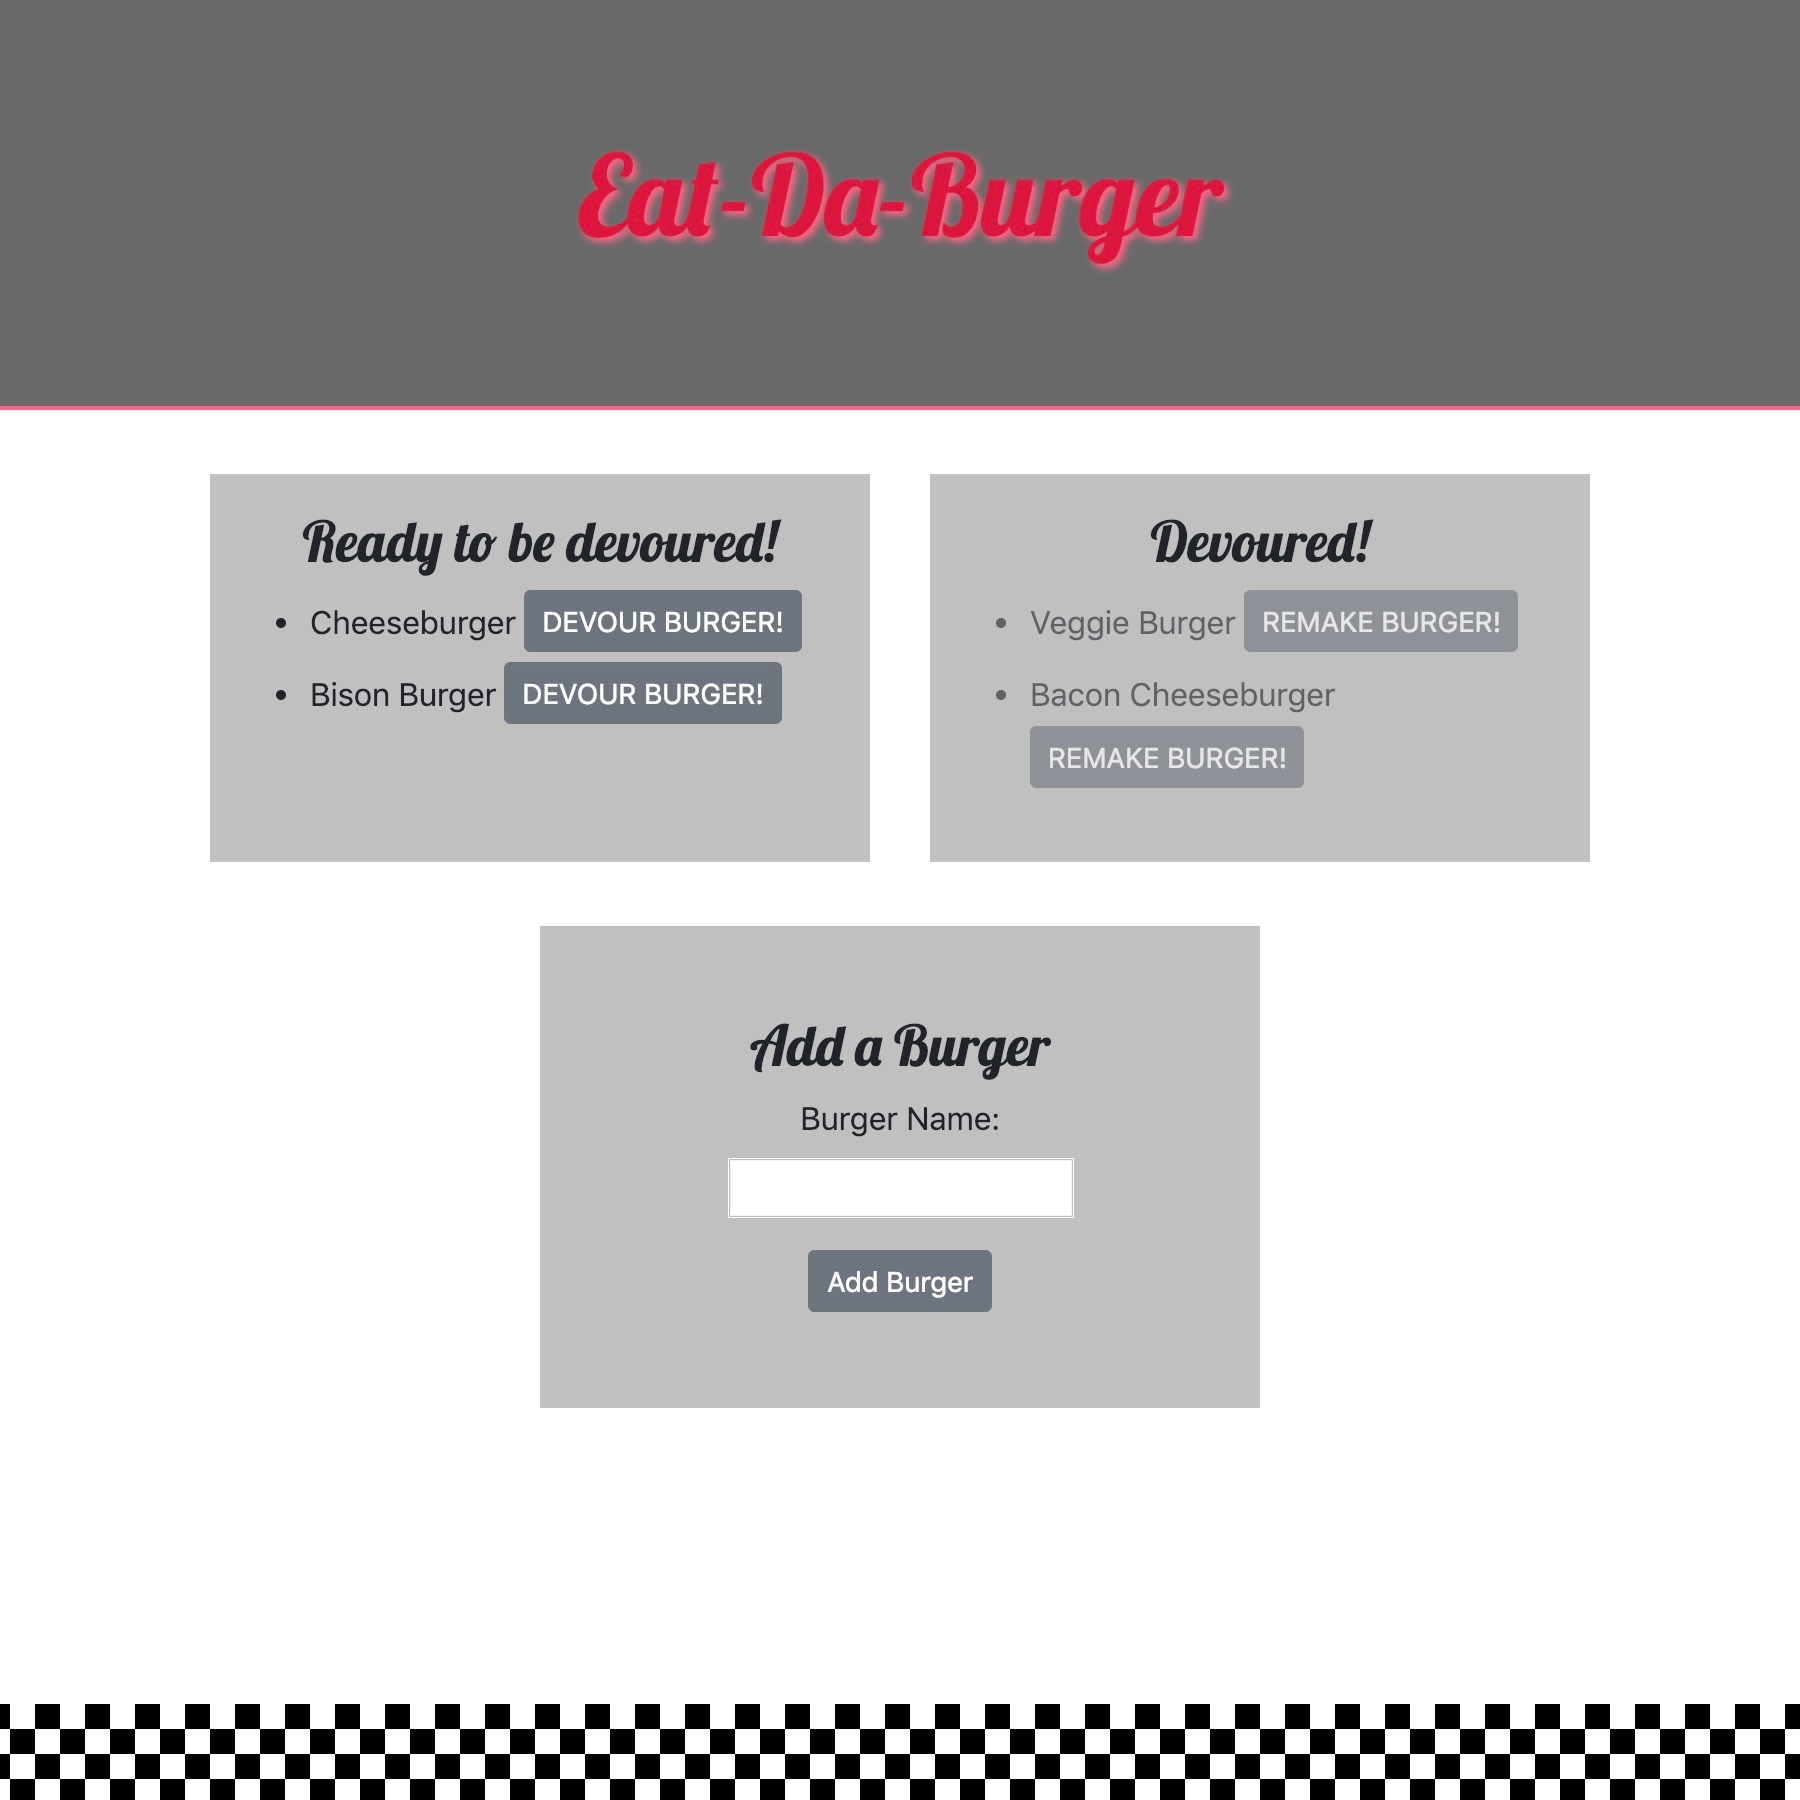 Eat-Da-Burger
Ready to be devoured!
Cheeseburger DEVOUR BURGER!
Bison Burger DEVOUR BURGER!
Devoured!
Veggie Burger REMAKE BURGER!
Bacon Cheeseburger
REMAKE BURGER!
Add a Burger
Burger Name:
Add Burger